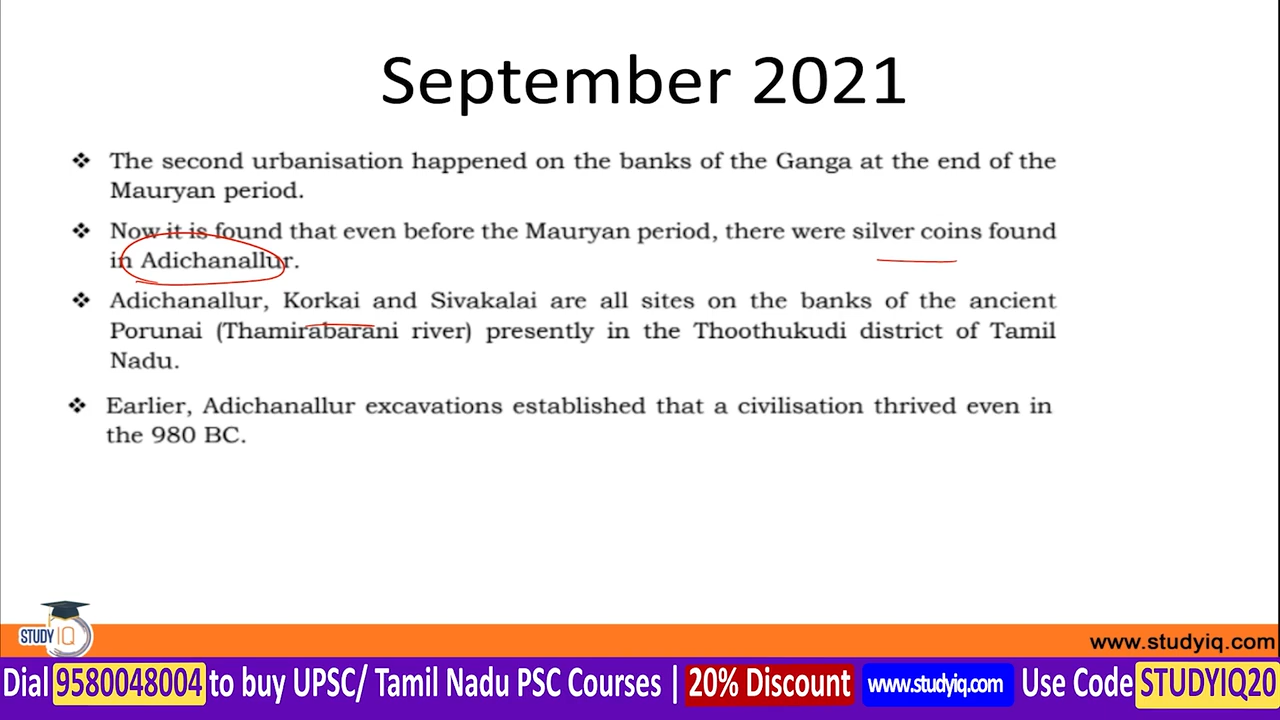 September 2021
❖ The second urbanisation happened on the banks of the Ganga at the end of the
Mauryan period.
❖ Now it is found that even before the Mauryan period, there were silver coins found
in Adichanallur.
❖ Adichanallur, Korkai and Sivakalai are all sites on the banks of the ancient
Porunai (Thamirabarani river) presently in the Thoothukudi district of Tamil
Nadu.
❖ Earlier, Adichanallur excavations established that a civilisation thrived even in
the 980 BC.
STUDY IQ
www.studyiq.com
Dial 9580048004 to buy UPSC/ Tamil Nadu PSC Courses | 20% Discount www.studyiq.com Use Code STUDYIQ20